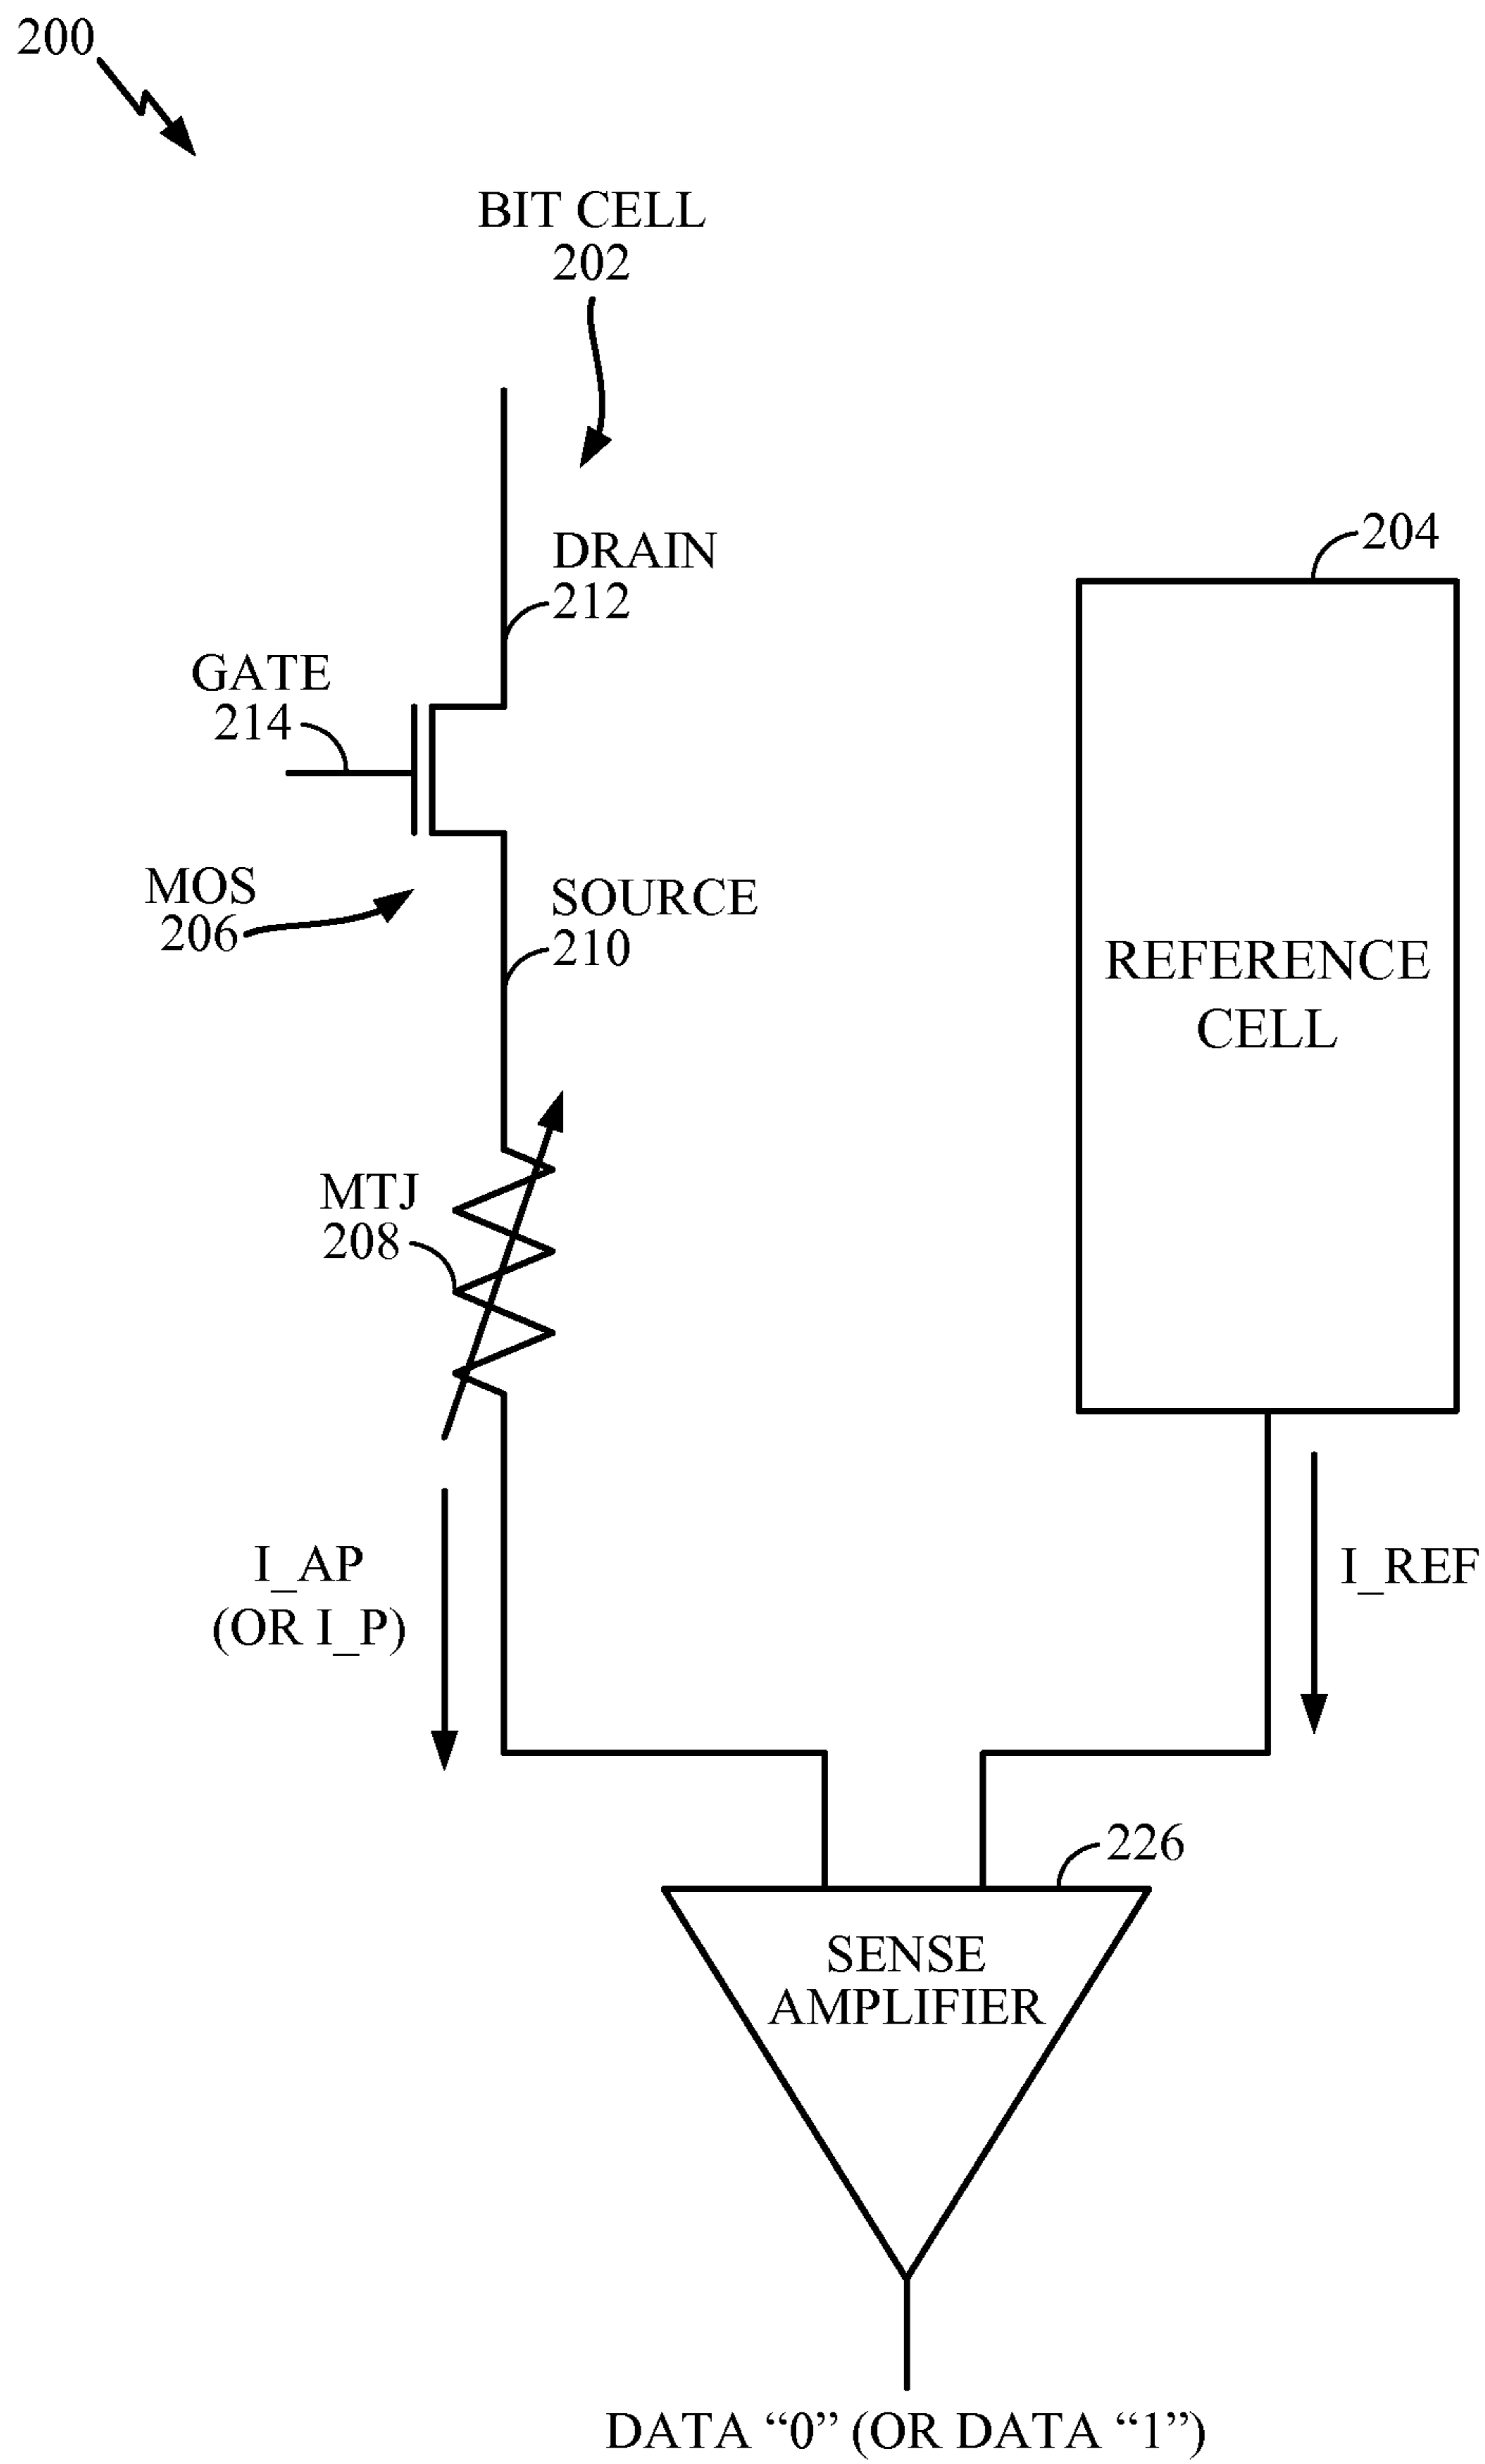 200
BIT CELL
202
DRAIN
212
204
GATE
214
MOS
206
SOURCE
210
REFERENCE
CELL
MTJ
208
I_AP
(OR I_P)
I_REF
226
SENSE
AMPLIFIER
DATA “0” (OR DATA “1”)